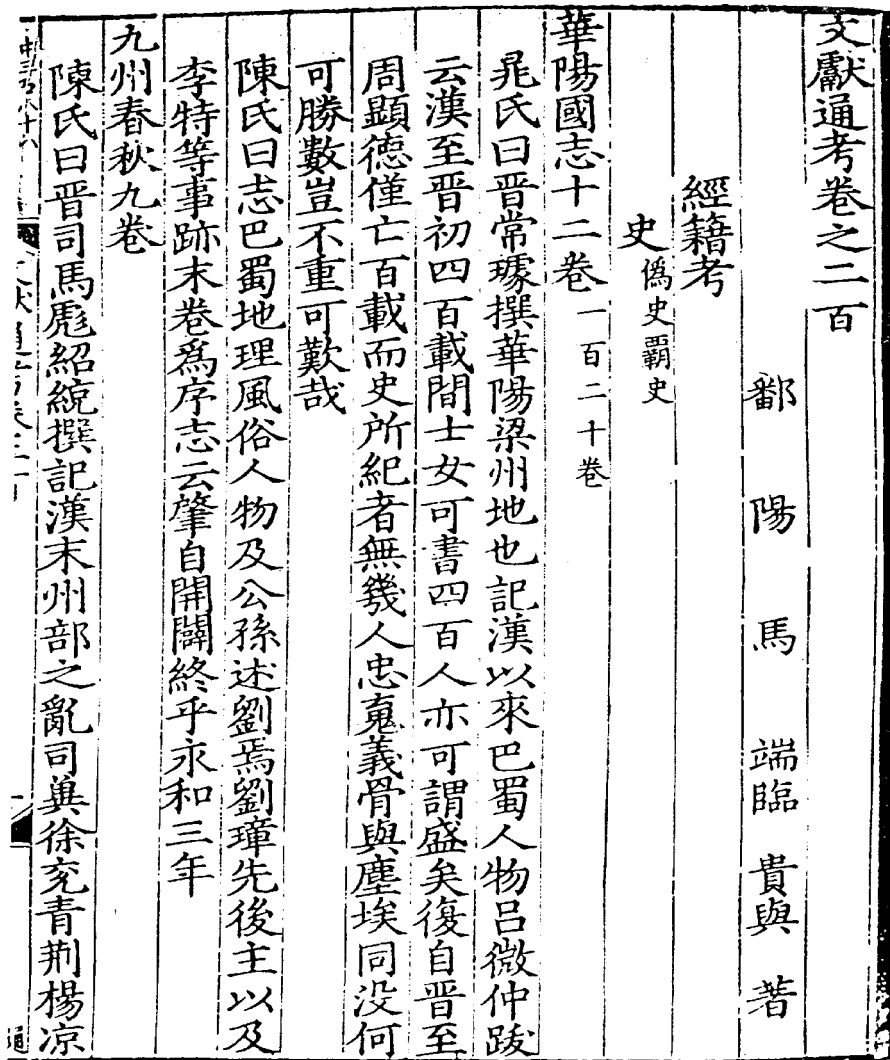 文獻通考卷之二百
鄱陽馬端臨貴與著
經籍考
史僞史霸史
華陽國志十二卷一百二十卷
晁氏曰晉常璩撰華陽梁州地也記漢以來巴蜀人物呂微仲跋
云漢至晉初四百載間士女可書四百人亦可謂盛矣復自晉至
周顯德僅亡百載而史所紀者無幾人忠䰟義骨與塵埃同没何
可勝數豈不重可歎哉
陳氏曰志巴蜀地理風俗人物及公孫述劉焉劉璋先後主以及
李特等事跡末卷爲序志云肇自開闢終乎永和三年
九州春秋九卷
陳氏曰晋司馬彪紹統撰記漢末州部之亂司兾徐兖青荆楊凉